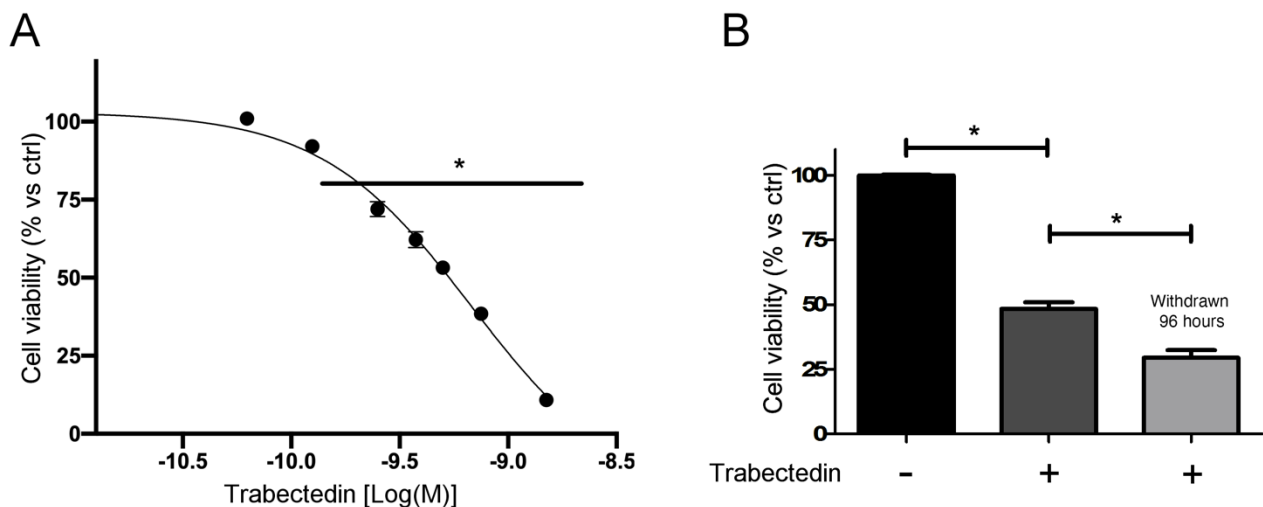 A
Cell viability (% vs ctrl)
100
75
50
25
0
*
-10.5 -10.0 -9.5 -9.0 -8.5
Trabectedin [Log(M)]
B
Cell viability (% vs ctrl)
100
75
50
25
0
*
*
Withdrawn
96 hours
Trabectedin - + +